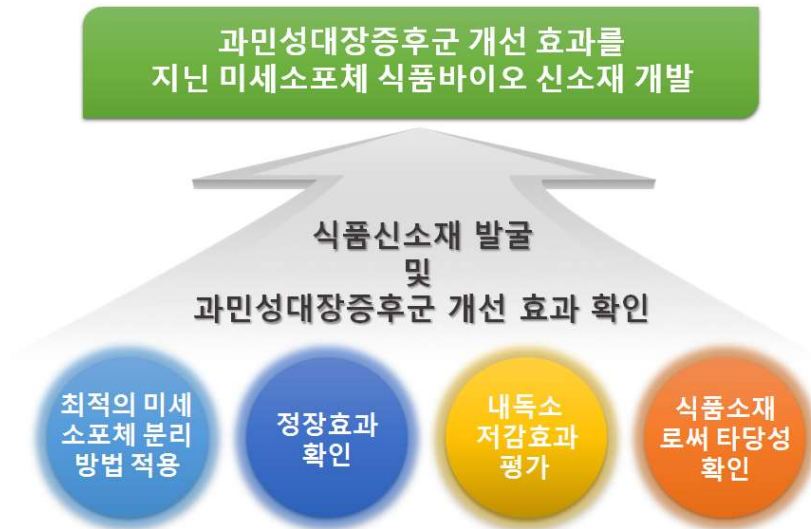 과민성대장증후군 개선 효과를
지닌 미세소포체 식품바이오 신소재 개발
식품신소재 발굴
및
과민성대장증후군 개선 효과 확인
최적의 미세
소포체 분리
방법 적용
정장효과
확인
내독소
저감효과
평가
식품소재
로써 타당성
확인